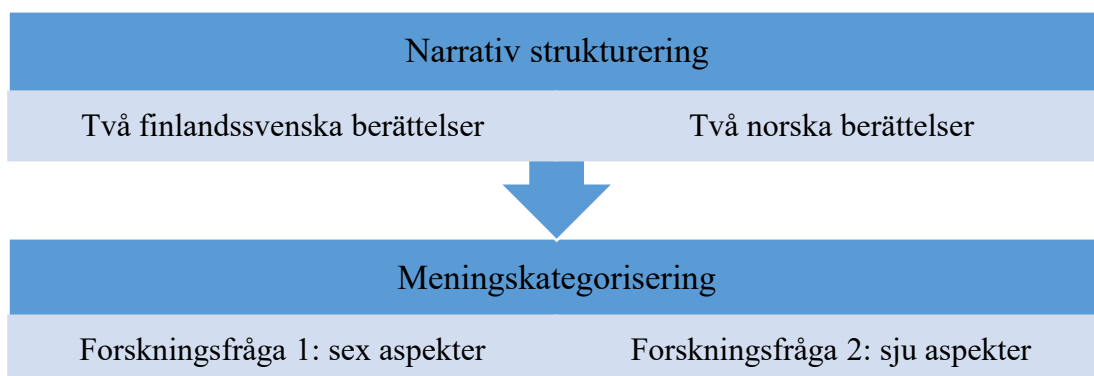 Narrativ strukturering
Två finlandssvenska berättelser
Två norska berättelser
Meningskategorisering
Forskningsfråga 1: sex aspekter
Forskningsfråga 2: sju aspekter